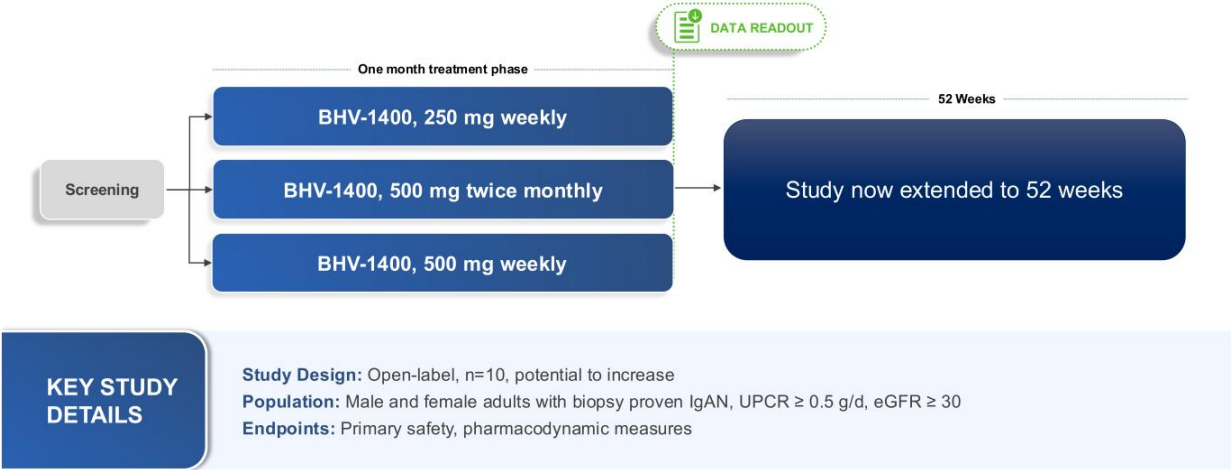 DATA READOUT
One month treatment phase
BHV-1400, 250 mg weekly
52 Weeks
Screening
BHV-1400, 500 mg twice monthly
Study now extended to 52 weeks
BHV-1400, 500 mg weekly
KEY STUDY
DETAILS
Study Design: Open-label, n=10, potential to increase
Population: Male and female adults with biopsy proven IgAN, UPCR ≥ 0.5 g/d, eGFR ≥ 30
Endpoints: Primary safety, pharmacodynamic measures